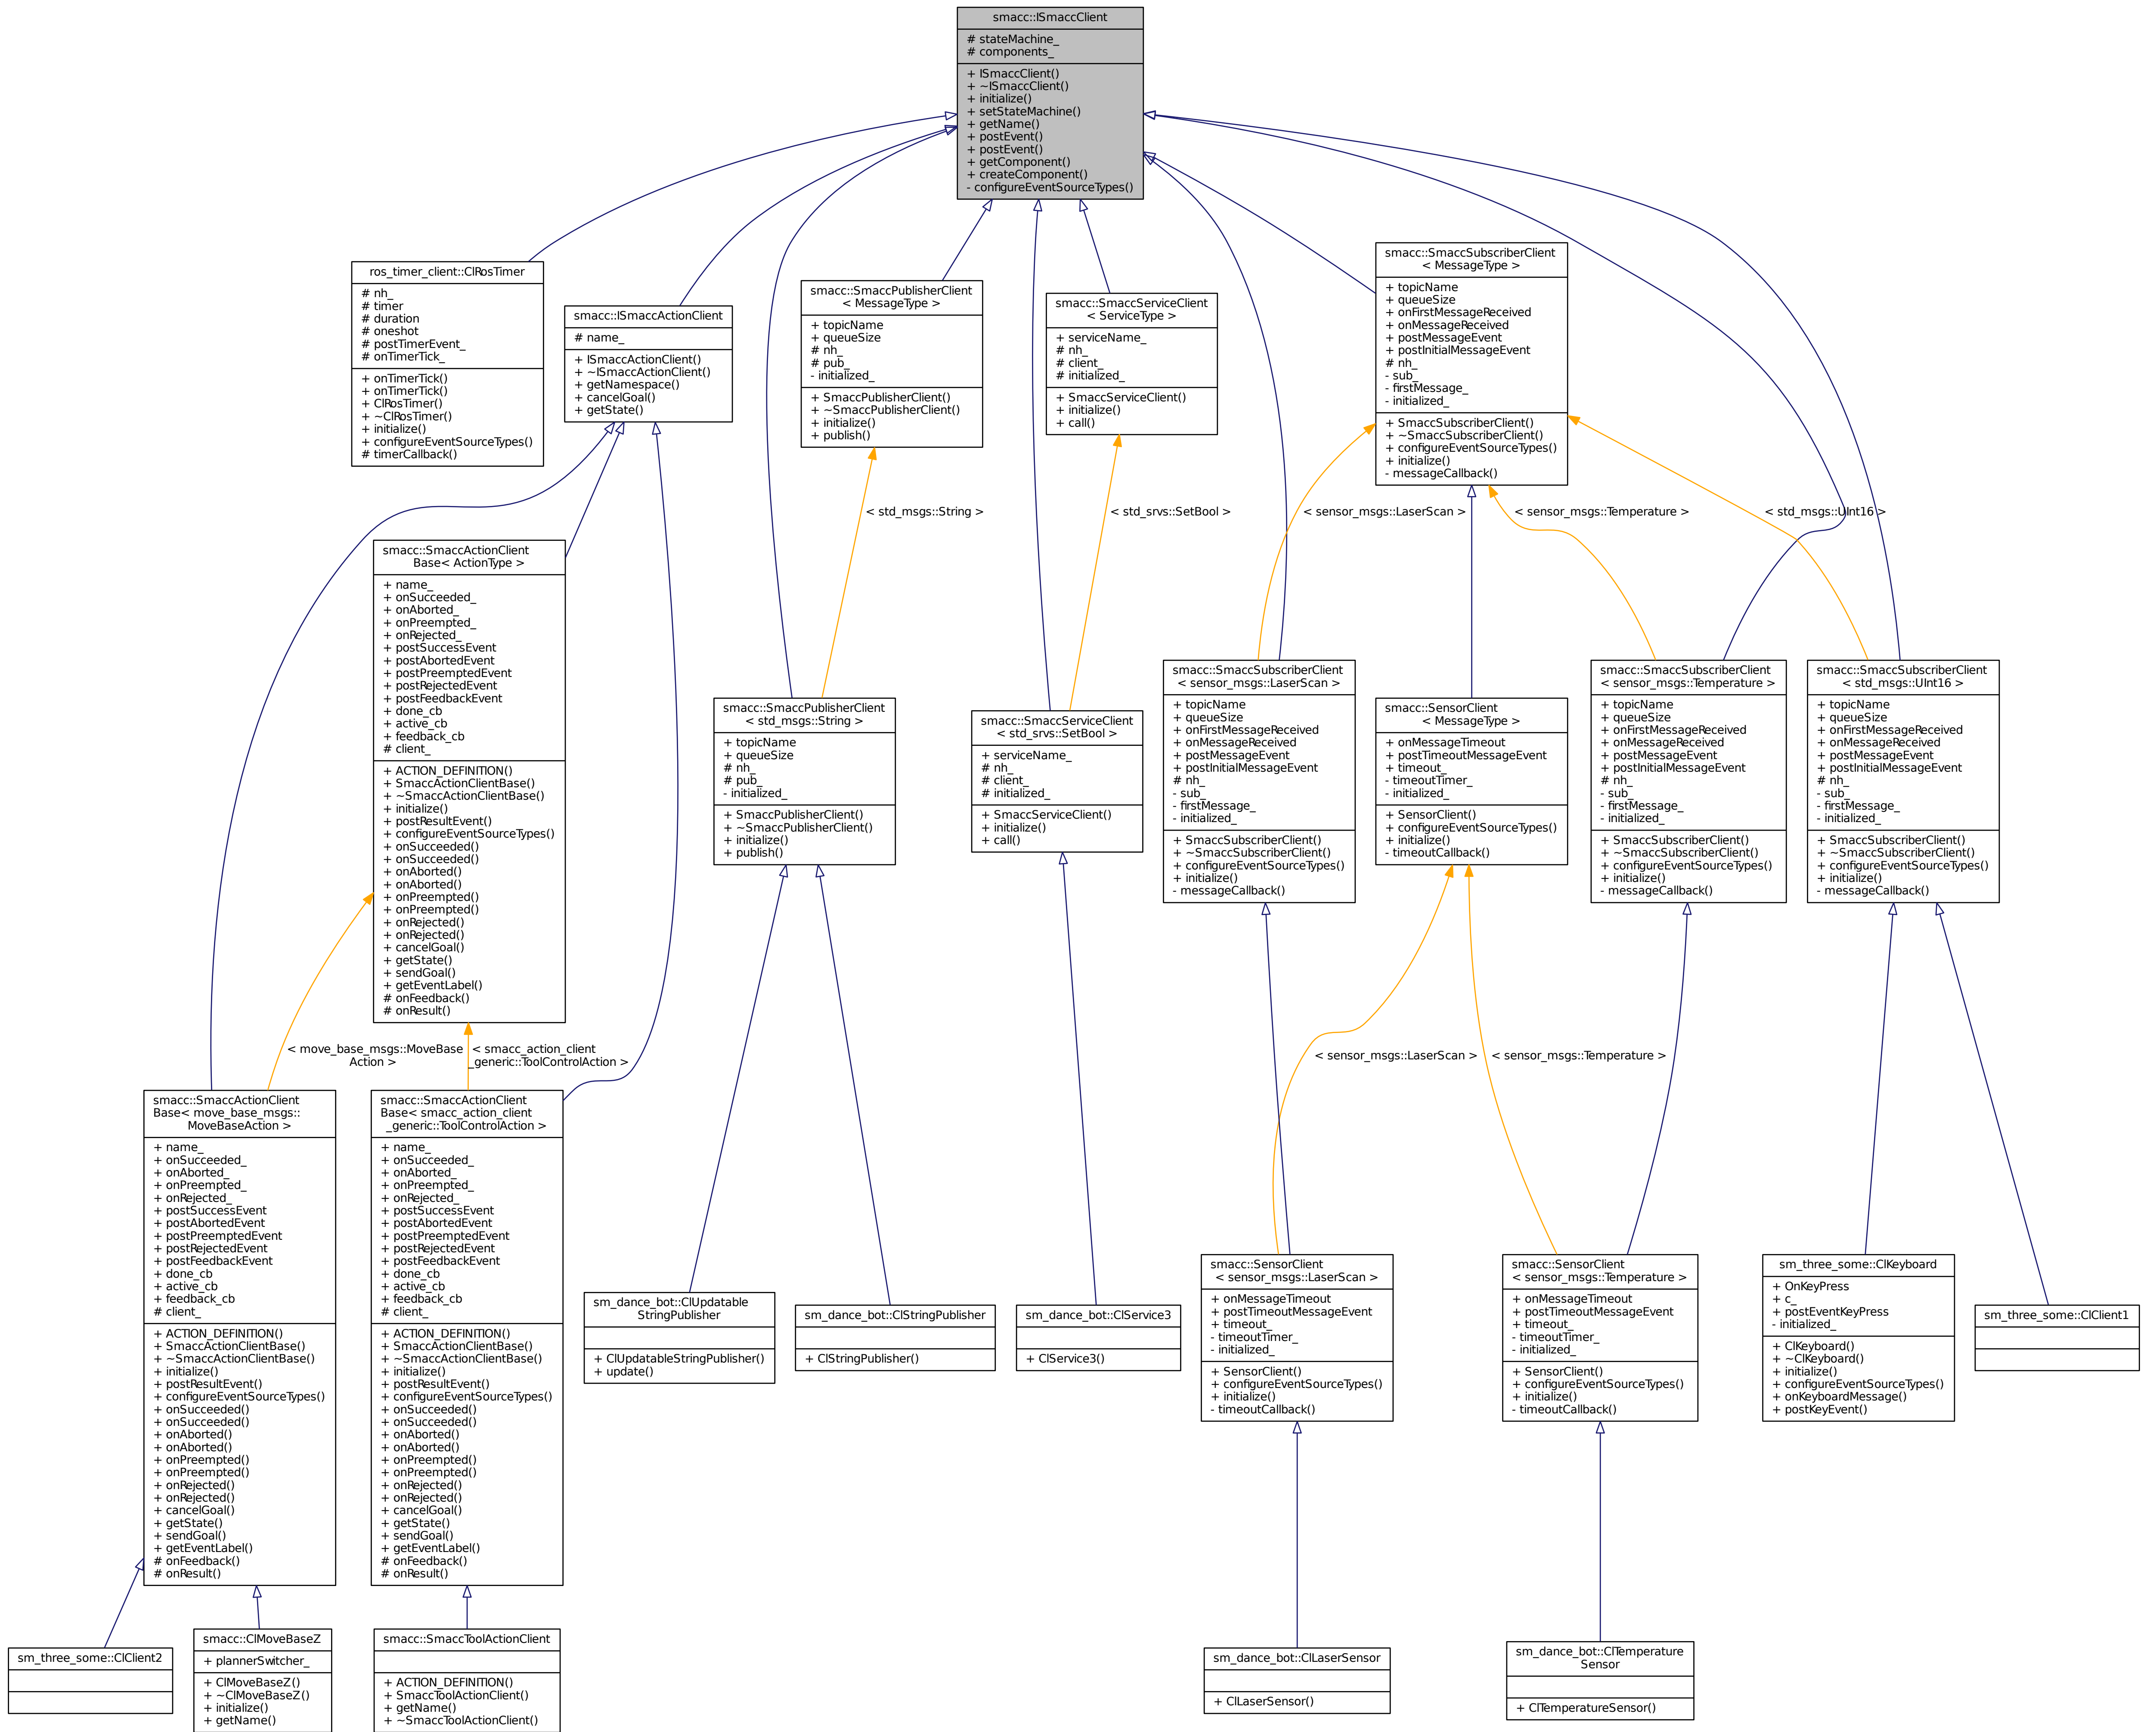 smacc::ISmaccClient
# stateMachine_
# components_
+ ISmaccClient()
+ ~ISmaccClient()
+ initialize()
+ setStateMachine()
+ getName()
+ postEvent()
+ postEvent()
+ getComponent()
+ createComponent()
- configureEventSourceTypes()
ros_timer_client::ClRosTimer
# nh_
# timer
# duration
# oneshot
# postTimerEvent_
# onTimerTick_
+ onTimerTick()
+ onTimerTick()
+ ClRosTimer()
+ ~ClRosTimer()
+ initialize()
+ configureEventSourceTypes()
# timerCallback()
smacc::ISmaccActionClient
# name_
+ ISmaccActionClient()
+ ~ISmaccActionClient()
+ getNamespace()
+ cancelGoal()
+ getState()
smacc::SmaccPublisherClient
< MessageType >
+ topicName
+ queueSize
# nh_
# pub_
- initialized_
+ SmaccPublisherClient()
+ ~SmaccPublisherClient()
+ initialize()
+ publish()
smacc::SmaccServiceClient
< ServiceType >
+ serviceName_
# nh_
# client_
# initialized_
+ SmaccServiceClient()
+ initialize()
+ call()
smacc::SmaccSubscriberClient
< MessageType >
+ topicName
+ queueSize
+ onFirstMessageReceived
+ onMessageReceived
+ postMessageEvent
+ postInitialMessageEvent
# nh_
- sub_
- firstMessage_
- initialized_
+ SmaccSubscriberClient()
+ ~SmaccSubscriberClient()
+ configureEventSourceTypes()
+ initialize()
- messageCallback()
< std_msgs::String >
< std_srvs::SetBool >
< sensor_msgs::LaserScan >
< sensor_msgs::Temperature >
< std_msgs::UInt16 >
smacc::SmaccActionClient
Base< ActionType >
+ name_
+ onSucceeded_
+ onAborted_
+ onPreempted_
+ onRejected_
+ postSuccessEvent
+ postAbortedEvent
+ postPreemptedEvent
+ postRejectedEvent
+ postFeedbackEvent
+ done_cb
+ active_cb
+ feedback_cb
# client_
+ ACTION_DEFINITION()
+ SmaccActionClientBase()
+ ~SmaccActionClientBase()
+ initialize()
+ postResultEvent()
+ configureEventSourceTypes()
+ onSucceeded()
+ onSucceeded()
+ onAborted()
+ onAborted()
+ onPreempted()
+ onPreempted()
+ onRejected()
+ onRejected()
+ cancelGoal()
+ getState()
+ sendGoal()
+ getEventLabel()
# onFeedback()
# onResult()
smacc::SmaccPublisherClient
< std_msgs::String >
+ topicName
+ queueSize
# nh_
# pub_
- initialized_
+ SmaccPublisherClient()
+ ~SmaccPublisherClient()
+ initialize()
+ publish()
smacc::SmaccServiceClient
< std_srvs::SetBool >
+ serviceName_
# nh_
# client_
# initialized_
+ SmaccServiceClient()
+ initialize()
+ call()
smacc::SmaccSubscriberClient
< sensor_msgs::LaserScan >
+ topicName
+ queueSize
+ onFirstMessageReceived
+ onMessageReceived
+ postMessageEvent
+ postInitialMessageEvent
# nh_
- sub_
- firstMessage_
- initialized_
+ SmaccSubscriberClient()
+ ~SmaccSubscriberClient()
+ configureEventSourceTypes()
+ initialize()
- messageCallback()
smacc::SensorClient
< MessageType >
+ onMessageTimeout
+ postTimeoutMessageEvent
+ timeout_
- timeoutTimer_
- initialized_
+ SensorClient()
+ configureEventSourceTypes()
+ initialize()
- timeoutCallback()
smacc::SmaccSubscriberClient
< sensor_msgs::Temperature >
+ topicName
+ queueSize
+ onFirstMessageReceived
+ onMessageReceived
+ postMessageEvent
+ postInitialMessageEvent
# nh_
- sub_
- firstMessage_
- initialized_
+ SmaccSubscriberClient()
+ ~SmaccSubscriberClient()
+ configureEventSourceTypes()
+ initialize()
- messageCallback()
smacc::SmaccSubscriberClient
< std_msgs::UInt16 >
+ topicName
+ queueSize
+ onFirstMessageReceived
+ onMessageReceived
+ postMessageEvent
+ postInitialMessageEvent
# nh_
- sub_
- firstMessage_
- initialized_
+ SmaccSubscriberClient()
+ ~SmaccSubscriberClient()
+ configureEventSourceTypes()
+ initialize()
- messageCallback()
< move_base_msgs::MoveBase
Action >
< smacc_action_client
_generic::ToolControlAction >
< sensor_msgs::LaserScan >
< sensor_msgs::Temperature >
smacc::SmaccActionClient
Base< move_base_msgs::
MoveBaseAction >
+ name_
+ onSucceeded_
+ onAborted_
+ onPreempted_
+ onRejected_
+ postSuccessEvent
+ postAbortedEvent
+ postPreemptedEvent
+ postRejectedEvent
+ postFeedbackEvent
+ done_cb
+ active_cb
+ feedback_cb
# client_
+ ACTION_DEFINITION()
+ SmaccActionClientBase()
+ ~SmaccActionClientBase()
+ initialize()
+ postResultEvent()
+ configureEventSourceTypes()
+ onSucceeded()
+ onSucceeded()
+ onAborted()
+ onAborted()
+ onPreempted()
+ onPreempted()
+ onRejected()
+ onRejected()
+ cancelGoal()
+ getState()
+ sendGoal()
+ getEventLabel()
# onFeedback()
# onResult()
smacc::SmaccActionClient
Base< smacc_action_client
_generic::ToolControlAction >
+ name_
+ onSucceeded_
+ onAborted_
+ onPreempted_
+ onRejected_
+ postSuccessEvent
+ postAbortedEvent
+ postPreemptedEvent
+ postRejectedEvent
+ postFeedbackEvent
+ done_cb
+ active_cb
+ feedback_cb
# client_
+ ACTION_DEFINITION()
+ SmaccActionClientBase()
+ ~SmaccActionClientBase()
+ initialize()
+ postResultEvent()
+ configureEventSourceTypes()
+ onSucceeded()
+ onSucceeded()
+ onAborted()
+ onAborted()
+ onPreempted()
+ onPreempted()
+ onRejected()
+ onRejected()
+ cancelGoal()
+ getState()
+ sendGoal()
+ getEventLabel()
# onFeedback()
# onResult()
sm_dance_bot::ClUpdatable
StringPublisher
+ ClUpdatableStringPublisher()
+ update()
sm_dance_bot::ClStringPublisher
+ ClStringPublisher()
sm_dance_bot::ClService3
+ ClService3()
smacc::SensorClient
< sensor_msgs::LaserScan >
+ onMessageTimeout
+ postTimeoutMessageEvent
+ timeout_
- timeoutTimer_
- initialized_
+ SensorClient()
+ configureEventSourceTypes()
+ initialize()
- timeoutCallback()
smacc::SensorClient
< sensor_msgs::Temperature >
+ onMessageTimeout
+ postTimeoutMessageEvent
+ timeout_
- timeoutTimer_
- initialized_
+ SensorClient()
+ configureEventSourceTypes()
+ initialize()
- timeoutCallback()
sm_three_some::ClKeyboard
+ OnKeyPress
+ c_
+ postEventKeyPress
- initialized_
+ ClKeyboard()
+ ~ClKeyboard()
+ initialize()
+ configureEventSourceTypes()
+ onKeyboardMessage()
+ postKeyEvent()
sm_three_some::ClClient1
sm_three_some::ClClient2
smacc::ClMoveBaseZ
+ plannerSwitcher_
+ ClMoveBaseZ()
+ ~ClMoveBaseZ()
+ initialize()
+ getName()
smacc::SmaccToolActionClient
+ ACTION_DEFINITION()
+ SmaccToolActionClient()
+ getName()
+ ~SmaccToolActionClient()
sm_dance_bot::ClLaserSensor
+ ClLaserSensor()
sm_dance_bot::ClTemperature
Sensor
+ ClTemperatureSensor()